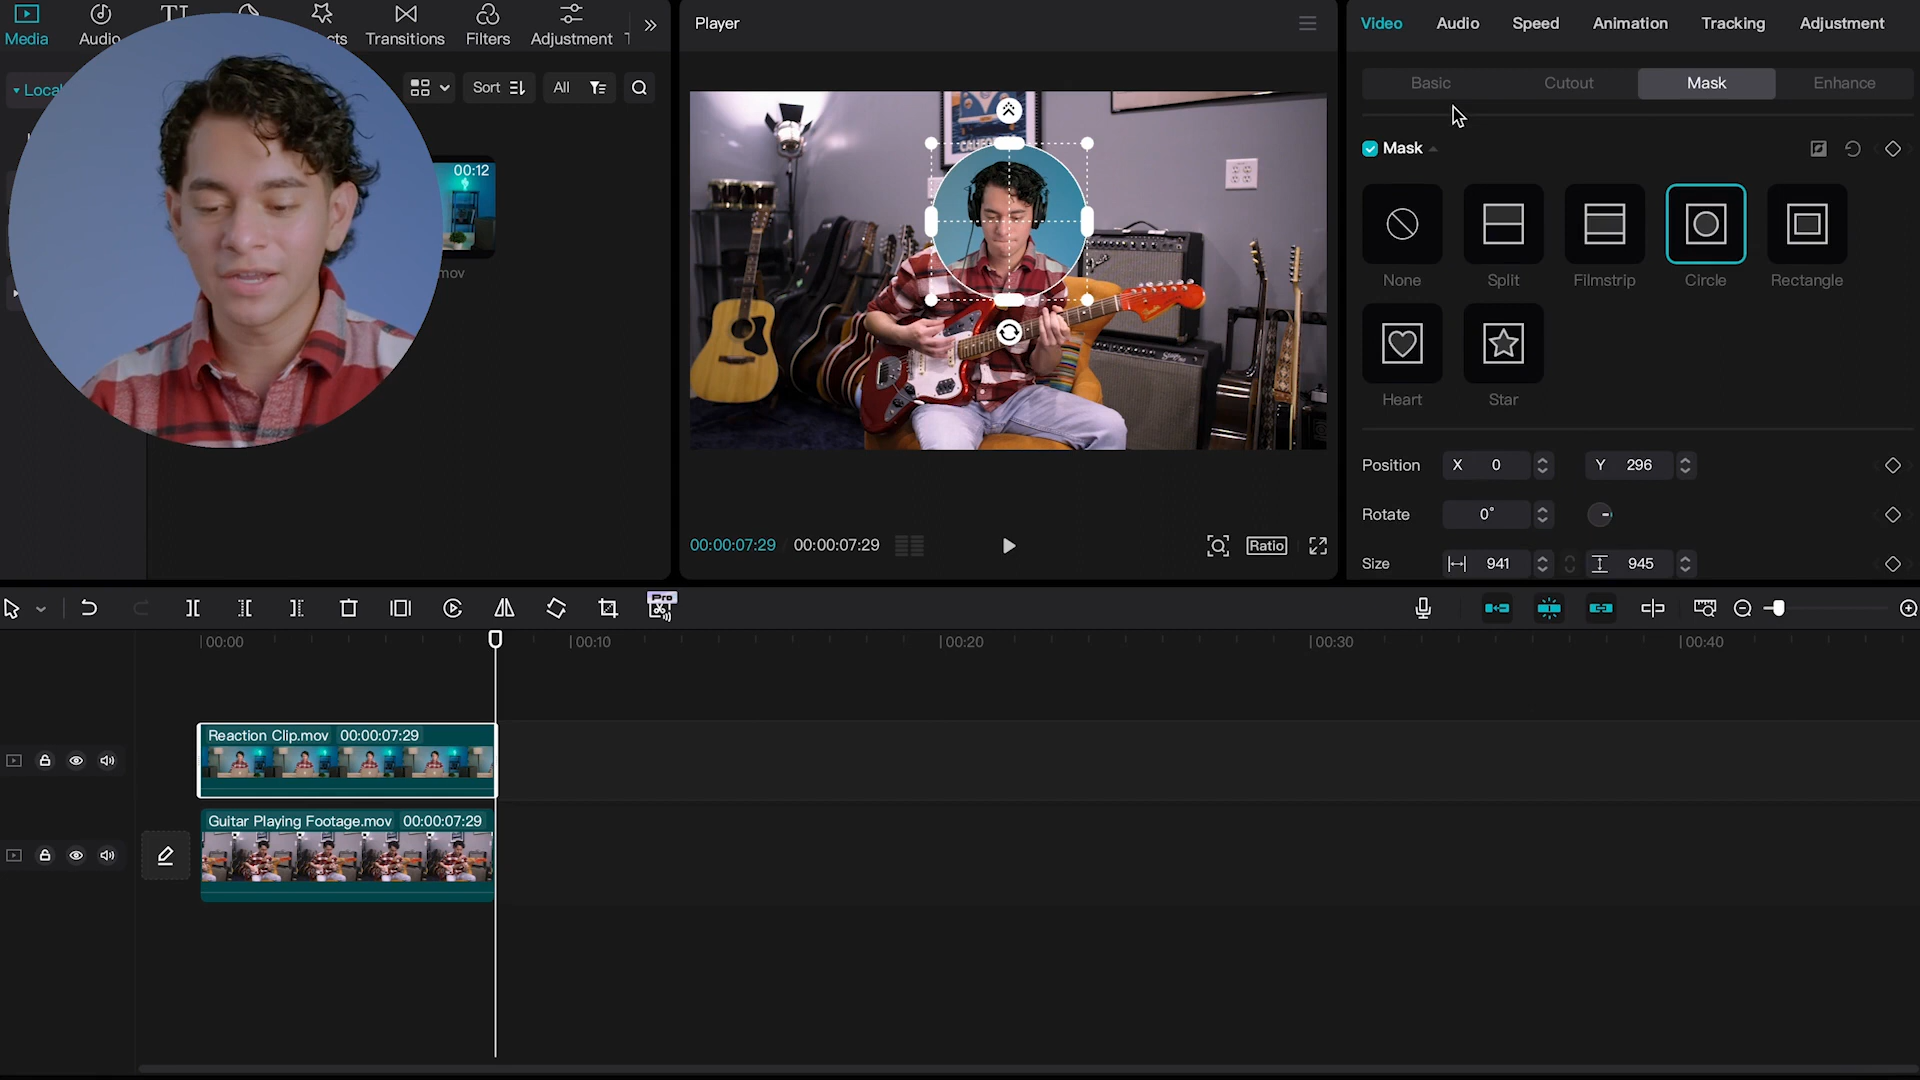 Media
Audio
Transitions
Filters
Adjustment
Sort
All
00:12
mov
Player
00:00:07:29
00:00:07:29
Ratio
Video
Audio
Speed
Animation
Tracking
Adjustment
Basic
Cutout
Mask
Enhance
Mask
None
Split
Filmstrip
Circle
Rectangle
Heart
Star
Position
X 0
Y 296
Rotate
0°
Size
941
945
Pro
00:00
00:10
00:20
00:30
00:40
Reaction Clip.mov 00:00:07:29
Guitar Playing Footage.mov 00:00:07:29